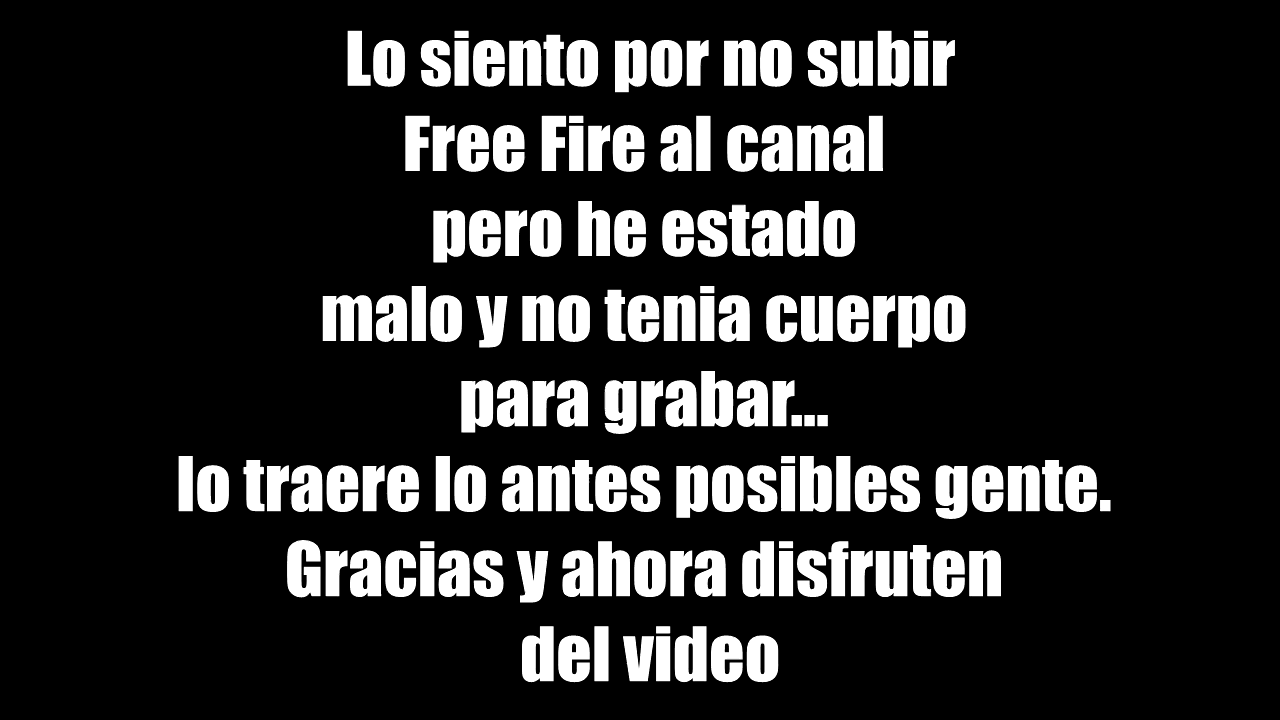 Lo siento por no subir
Free Fire al canal
pero he estado
malo y no tenia cuerpo
para grabar...
lo traere lo antes posibles gente.
Gracias y ahora disfruten
del video